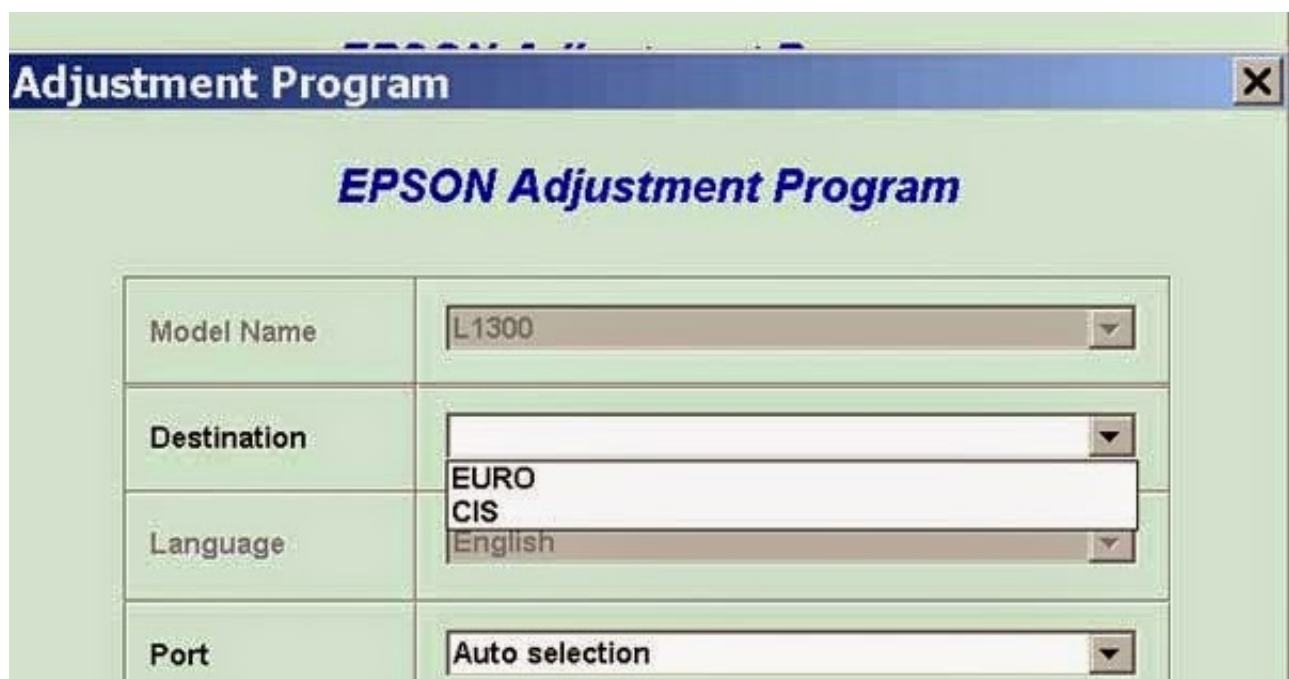 Adjustment Program
EPSON Adjustment Program
Model Name
L1300
Destination
EURO
CIS
Language
English
Port
Auto selection